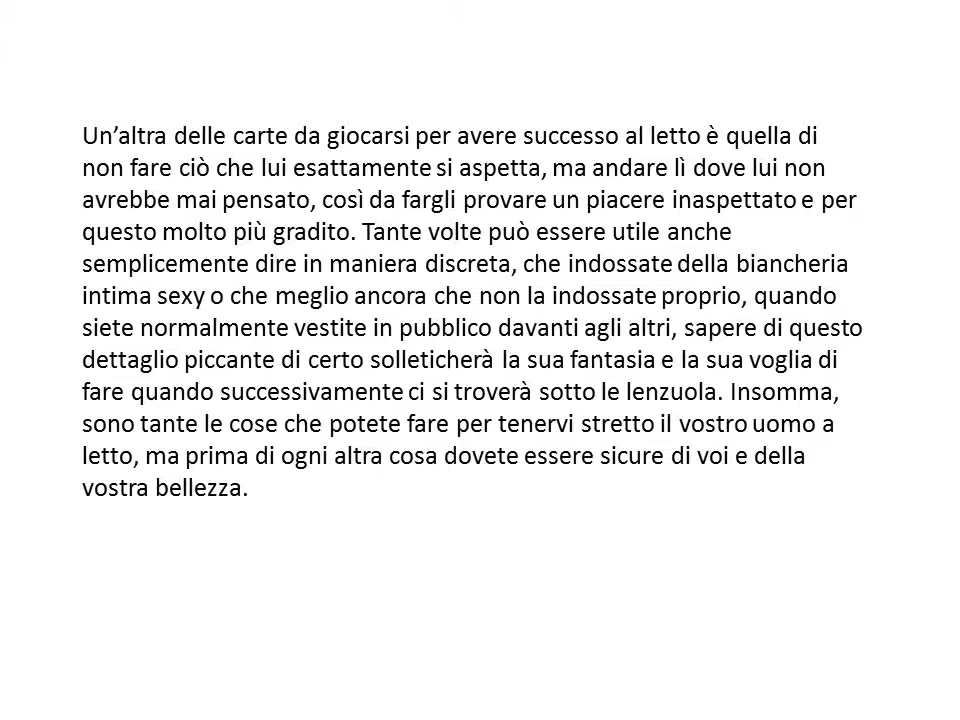 Un’altra delle carte da giocarsi per avere successo al letto è quella di
non fare ciò che lui esattamente si aspetta, ma andare lì dove lui non
avrebbe mai pensato, così da fargli provare un piacere inaspettato e per
questo molto più gradito. Tante volte può essere utile anche
semplicemente dire in maniera discreta, che indossate della biancheria
intima sexy o che meglio ancora che non la indossate proprio, quando
siete normalmente vestite in pubblico davanti agli altri, sapere di questo
dettaglio piccante di certo solleticherà la sua fantasia e la sua voglia di
fare quando successivamente ci si troverà sotto le lenzuola. Insomma,
sono tante le cose che potete fare per tenervi stretto il vostro uomo a
letto, ma prima di ogni altra cosa dovete essere sicure di voi e della
vostra bellezza.